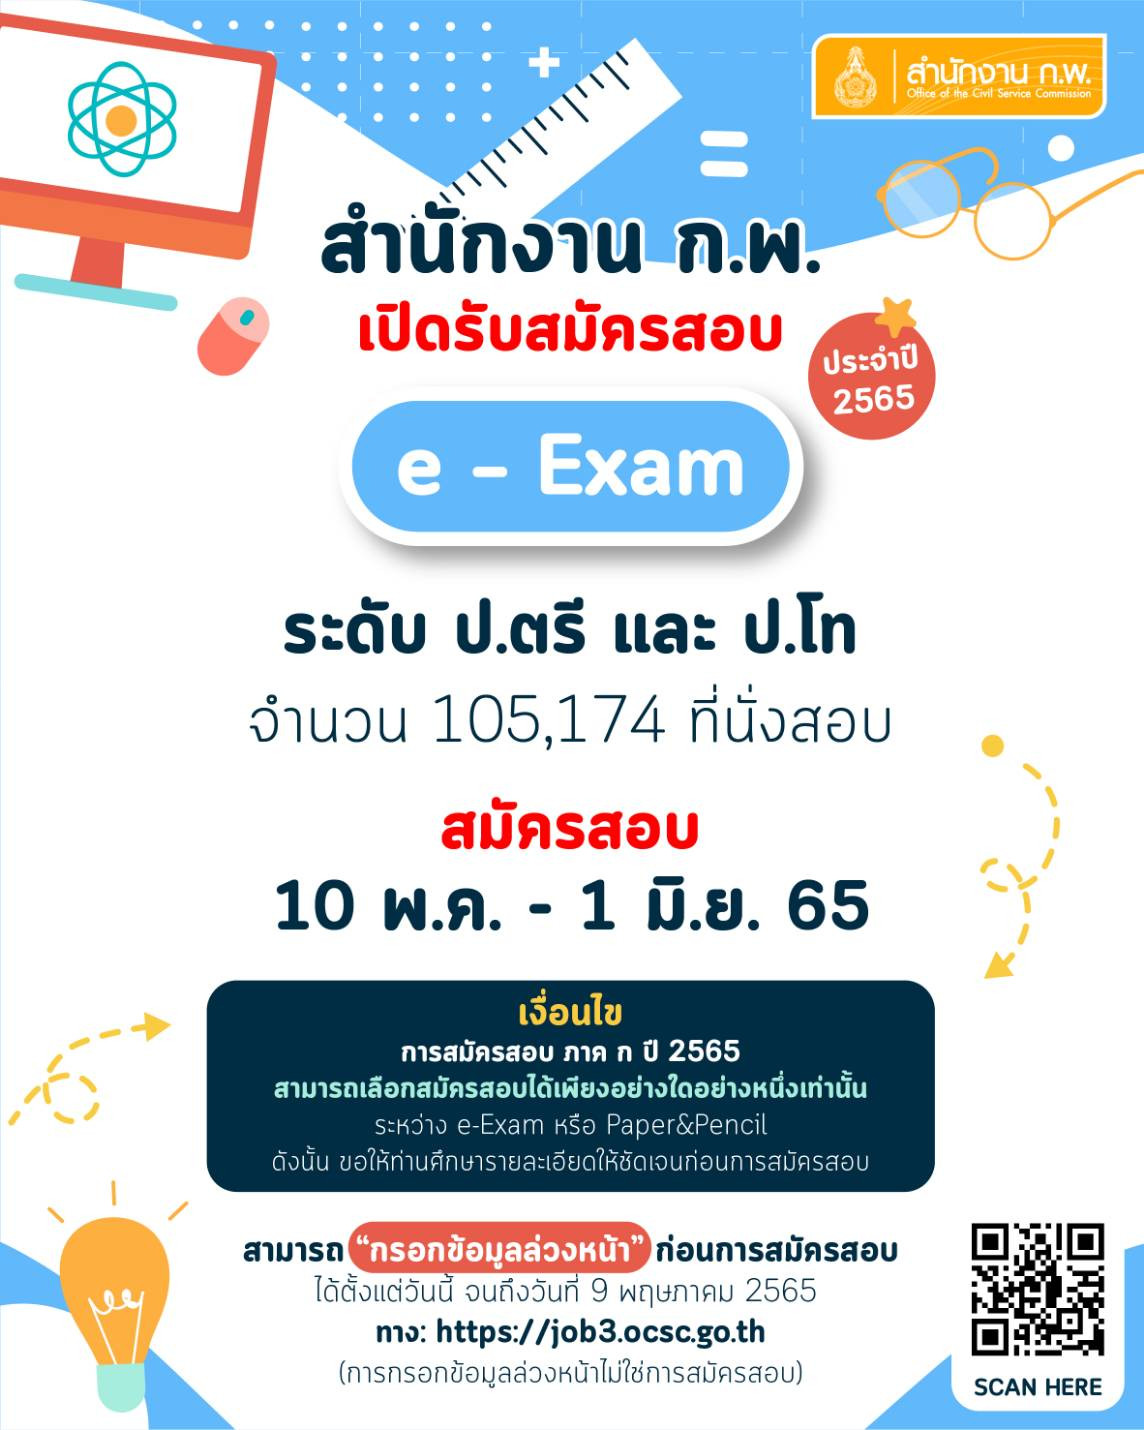 สำนักงาน ก.พ.
Office of the Civil Service Commission
สำนักงาน ก.พ.
เปิดรับสมัครสอบ
ประจำปี
2565
e - Exam
ระดับ ป.ตรี และ ป.โท
จำนวน 105,174 ที่นั่งสอบ
สมัครสอบ
10 พ.ค. - 1 มิ.ย. 65
เงื่อนไข
การสมัครสอบ ภาค ก ปี 2565
สามารถเลือกสมัครสอบได้เพียงอย่างใดอย่างหนึ่งเท่านั้น
ระหว่าง e-Exam หรือ Paper&Pencil
ดังนั้น ขอให้ท่านศึกษารายละเอียดให้ชัดเจนก่อนการสมัครสอบ
สามารถ “กรอกข้อมูลล่วงหน้า” ก่อนการสมัครสอบ
ได้ตั้งแต่วันนี้ จนถึงวันที่ 9 พฤษภาคม 2565
ทาง: https://job3.ocsc.go.th
(การกรอกข้อมูลล่วงหน้าไม่ใช่การสมัครสอบ)
SCAN HERE